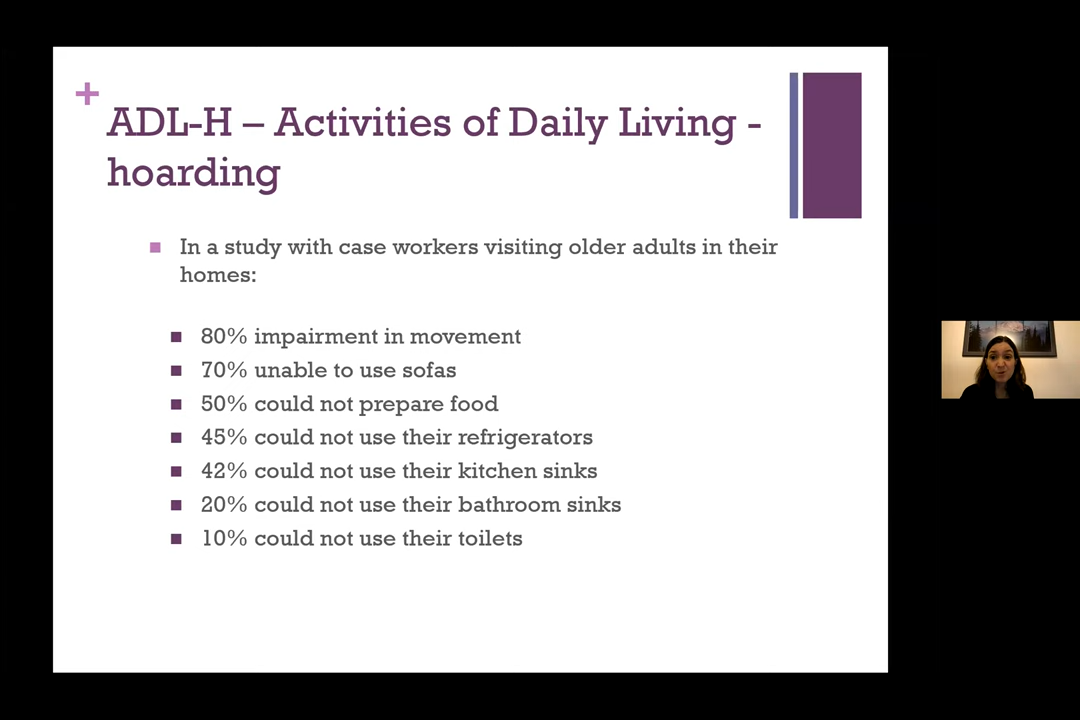 +
ADL-H – Activities of Daily Living -
hoarding
In a study with case workers visiting older adults in their
homes:
80% impairment in movement
70% unable to use sofas
50% could not prepare food
45% could not use their refrigerators
42% could not use their kitchen sinks
20% could not use their bathroom sinks
10% could not use their toilets